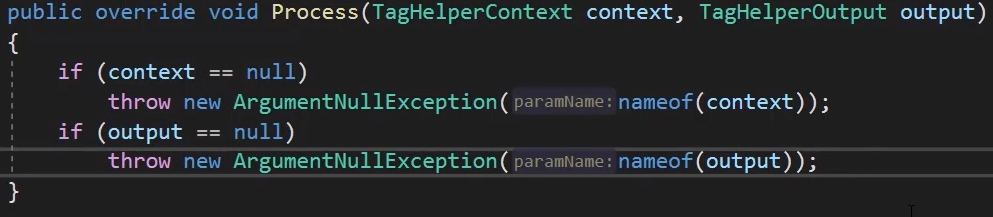 public override void Process(TagHelperContext context, TagHelperOutput output)
{
if (context == null)
throw new ArgumentNullException(paramName:nameof(context));
if (output == null)
throw new ArgumentNullException(paramName:nameof(output));
}